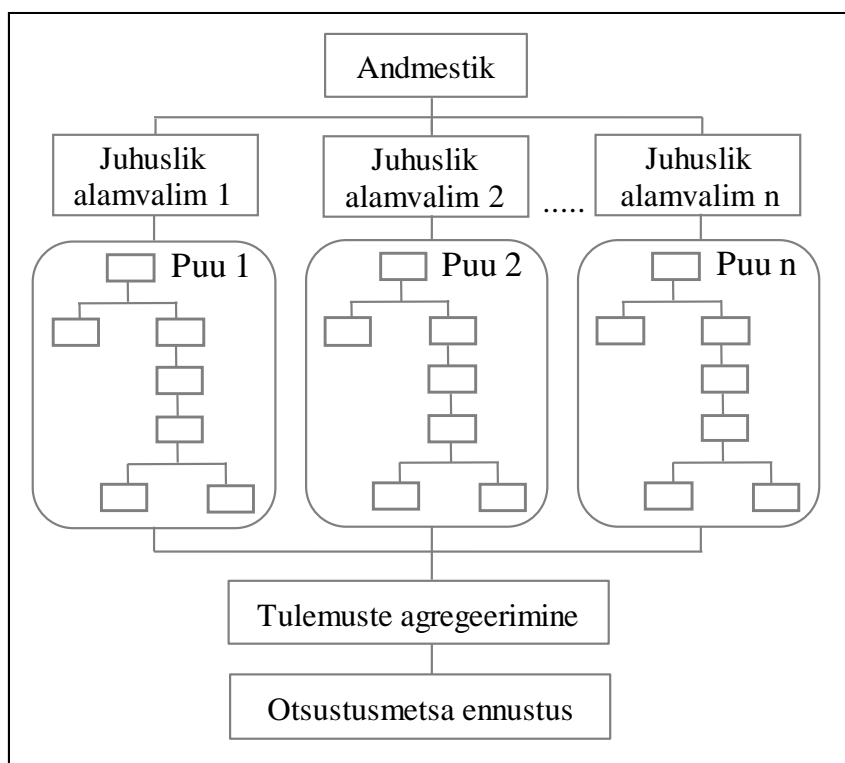 Andmestik
Juhuslik
alamvalim 1
Juhuslik
alamvalim 2
.....
Juhuslik
alamvalim n
Puu 1
Puu 2
Puu n
Tulemuste agregeerimine
Otsustusmetsa ennustus